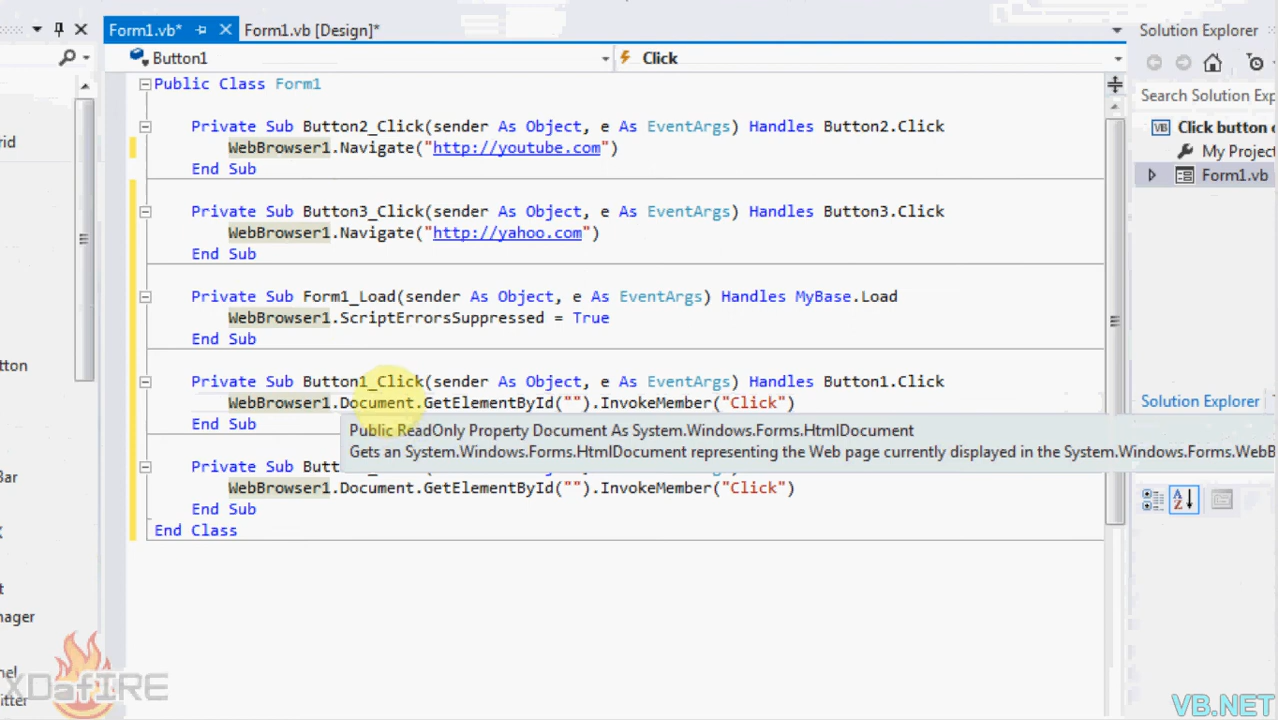 Form1.vb*
Form1.vb [Design]*
Solution Explorer
Button1
Click
Search Solution Exp
Click button o
My Project
Form1.vb
Public Class Form1
Private Sub Button2_Click(sender As Object, e As EventArgs) Handles Button2.Click
WebBrowser1.Navigate("http://youtube.com")
End Sub
Private Sub Button3_Click(sender As Object, e As EventArgs) Handles Button3.Click
WebBrowser1.Navigate("http://yahoo.com")
End Sub
Private Sub Form1_Load(sender As Object, e As EventArgs) Handles MyBase.Load
WebBrowser1.ScriptErrorsSuppressed = True
End Sub
Private Sub Button1_Click(sender As Object, e As EventArgs) Handles Button1.Click
WebBrowser1.Document.GetElementById("").InvokeMember("Click")
End Sub
Public ReadOnly Property Document As System.Windows.Forms.HtmlDocument
Gets an System.Windows.Forms.HtmlDocument representing the Web page currently displayed in the System.Windows.Forms.WebB
Private Sub But
WebBrowser1.Document.GetElementById("").InvokeMember("Click")
End Sub
End Class
Solution Explorer
rid
tton
Bar
nager
nel
itter
XDafIRE
VB.NET